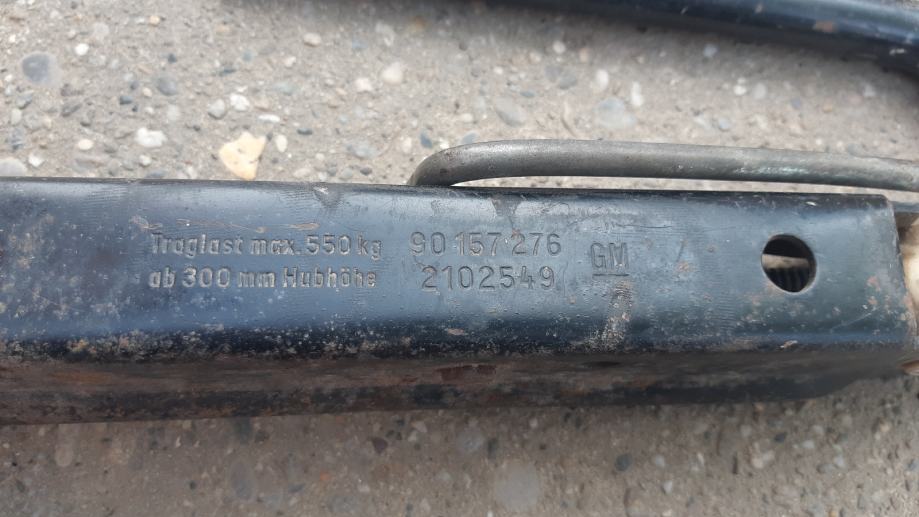 Traglast max. 550 kg
ab 300 mm Hubhöhe
90 157 276
2102549
GM